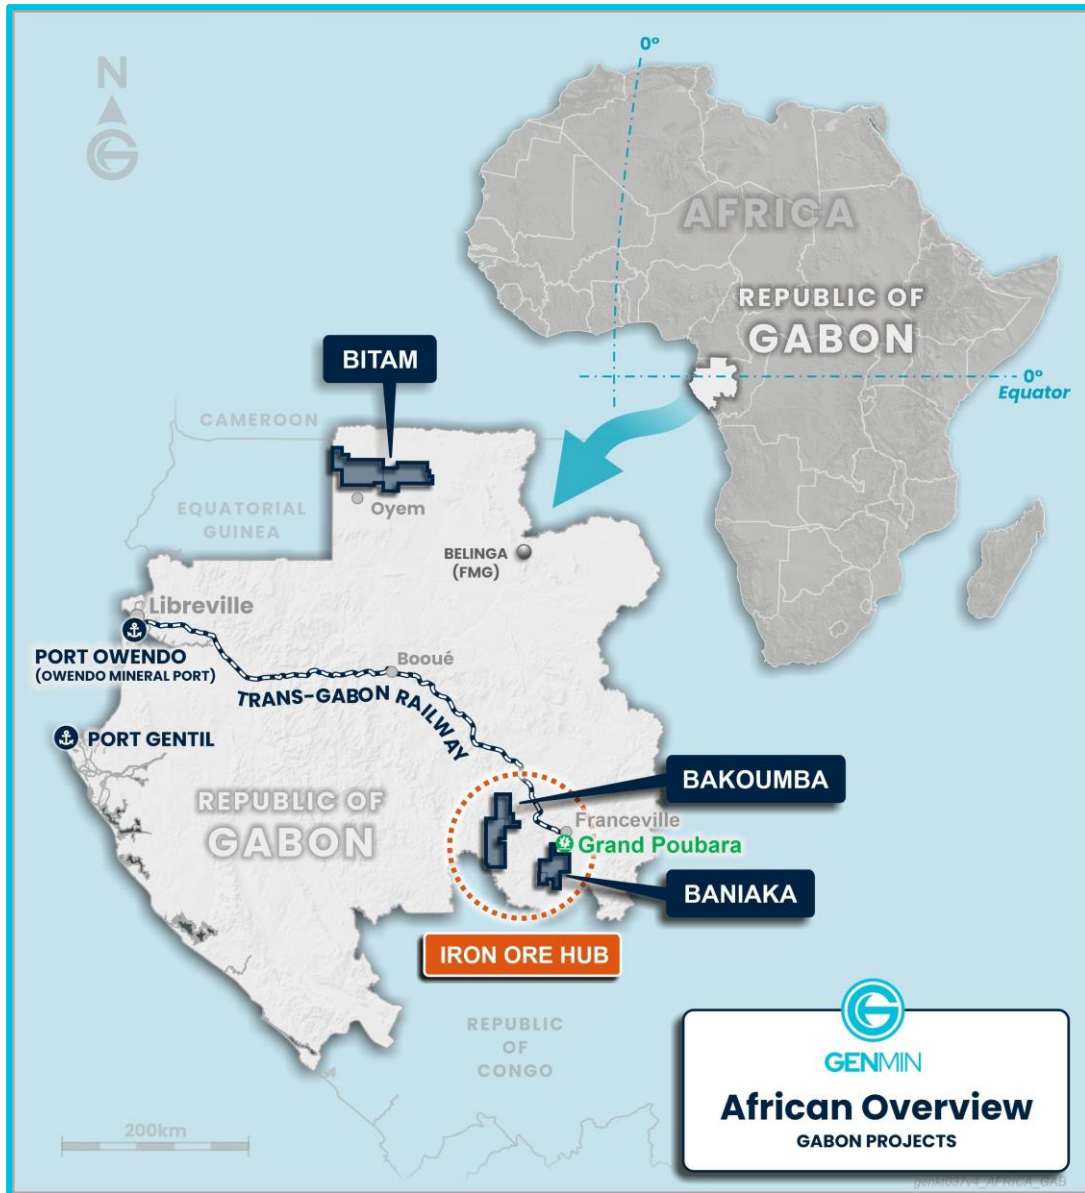 N
0°
AFRICA
REPUBLIC OF
GABON
0°
Equator
BITAM
CAMEROON
EQUATORIAL
GUINEA
Oyem
BELINGA
(FMG)
Libreville
PORT OWENDO
(OWENDO MINERAL PORT)
Booué
TRANS-GABON RAILWAY
PORT GENTIL
BAKOUMBA
REPUBLIC OF
GABON
Franceville
Grand Poubara
BANIAKA
IRON ORE HUB
REPUBLIC
OF
CONGO
200km
GENMIN
African Overview
GABON PROJECTS